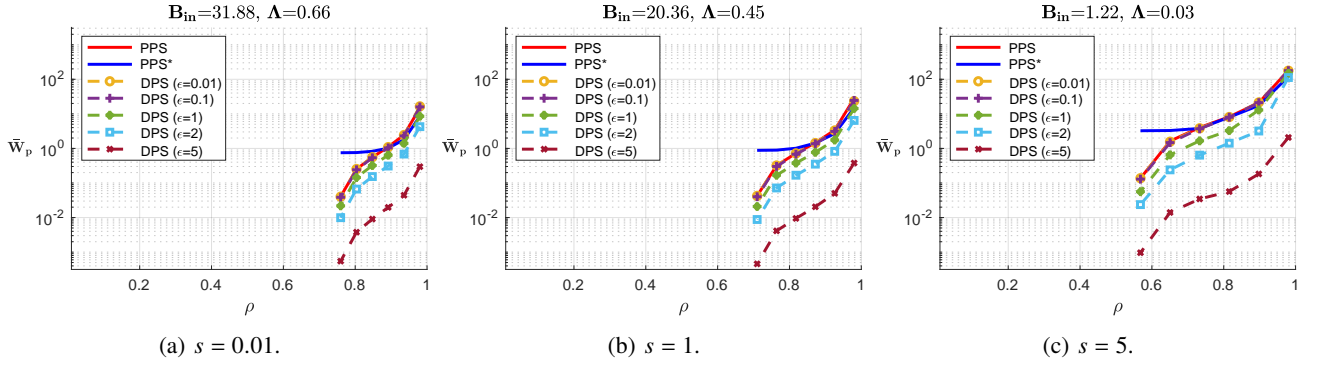 B_in=31.88, Λ=0.66
PPS
PPS*
DPS (ϵ=0.01)
DPS (ϵ=0.1)
DPS (ϵ=1)
DPS (ϵ=2)
DPS (ϵ=5)
10^2
10^0
10^-2
W̄_p
0.2 0.4 0.6 0.8 1
ρ
(a) s = 0.01.
B_in=20.36, Λ=0.45
PPS
PPS*
DPS (ϵ=0.01)
DPS (ϵ=0.1)
DPS (ϵ=1)
DPS (ϵ=2)
DPS (ϵ=5)
10^2
10^0
10^-2
W̄_p
0.2 0.4 0.6 0.8 1
ρ
(b) s = 1.
B_in=1.22, Λ=0.03
PPS
PPS*
DPS (ϵ=0.01)
DPS (ϵ=0.1)
DPS (ϵ=1)
DPS (ϵ=2)
DPS (ϵ=5)
10^2
10^0
10^-2
W̄_p
0.2 0.4 0.6 0.8 1
ρ
(c) s = 5.